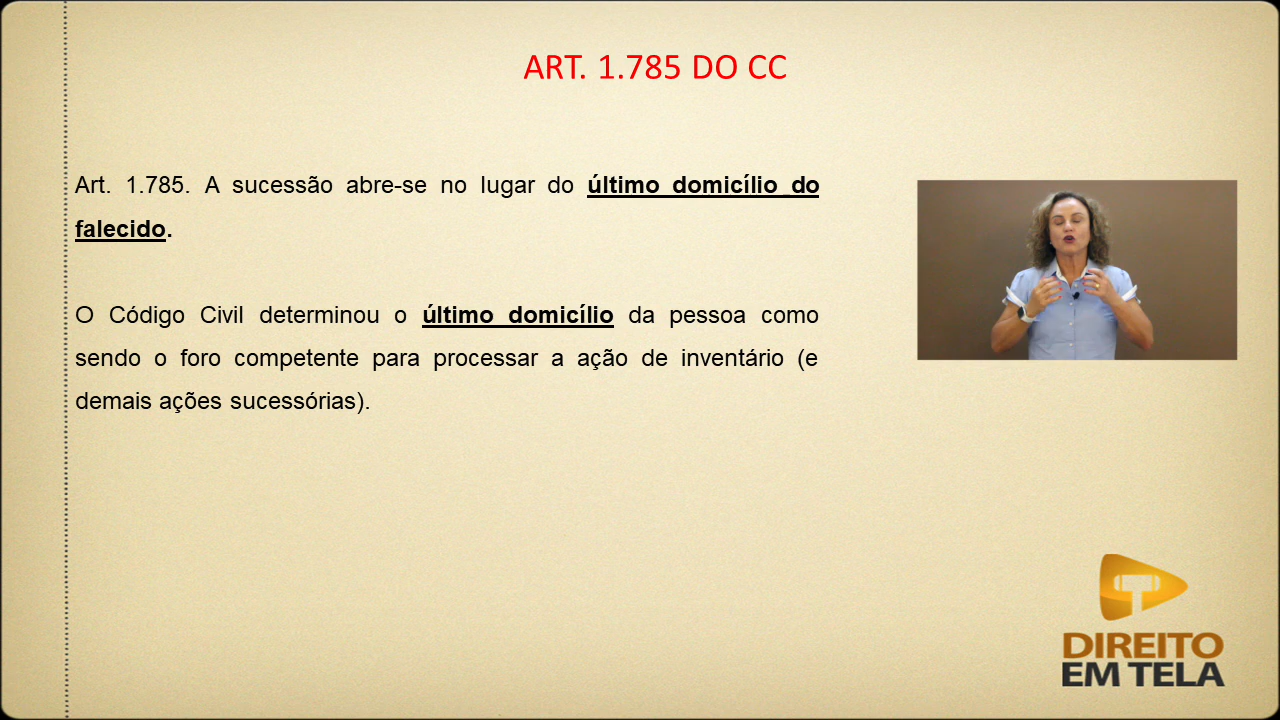 ART. 1.785 DO CC
Art. 1.785. A sucessão abre-se no lugar do último domicílio do
falecido.
O Código Civil determinou o último domicílio da pessoa como
sendo o foro competente para processar a ação de inventário (e
demais ações sucessórias).
DIREITO
EM TELA